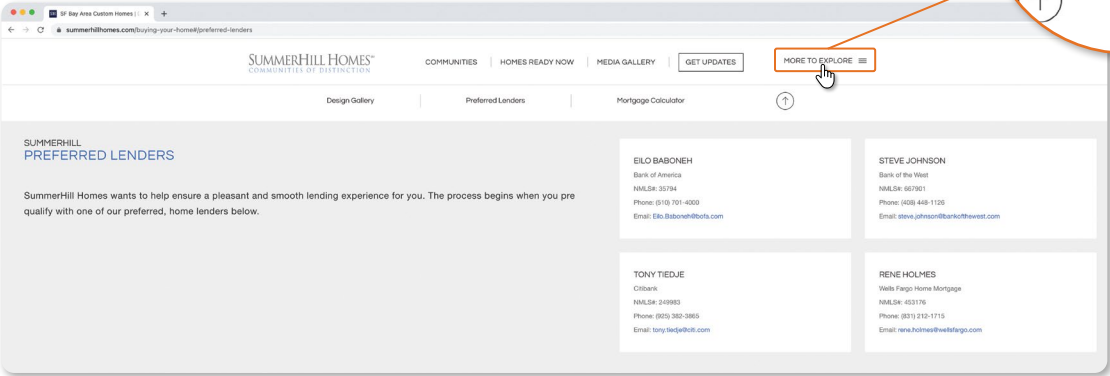 SF Bay Area Custom Homes |
summerhillhomes.com/buying-your-home#/preferred-lenders
SUMMERHILL HOMES℠
COMMUNITIES OF DISTINCTION
COMMUNITIES
HOMES READY NOW
MEDIA GALLERY
GET UPDATES
MORE TO EXPLORE
Design Gallery
Preferred Lenders
Mortgage Calculator
SUMMERHILL
PREFERRED LENDERS
SummerHill Homes wants to help ensure a pleasant and smooth lending experience for you. The process begins when you pre
qualify with one of our preferred, home lenders below.
EILO BABONEH
Bank of America
NMLS#: 35794
Phone: (510) 701-4000
Email: Eilo.Baboneh@bofa.com
STEVE JOHNSON
Bank of the West
NMLS#: 667901
Phone: (408) 448-1126
Email: steve.johnson@bankofthewest.com
TONY TIEDJE
Citibank
NMLS#: 249983
Phone: (925) 382-3865
Email: tony.tiedje@citi.com
RENE HOLMES
Wells Fargo Home Mortgage
NMLS#: 453176
Phone: (831) 212-1715
Email: rene.holmes@wellsfargo.com